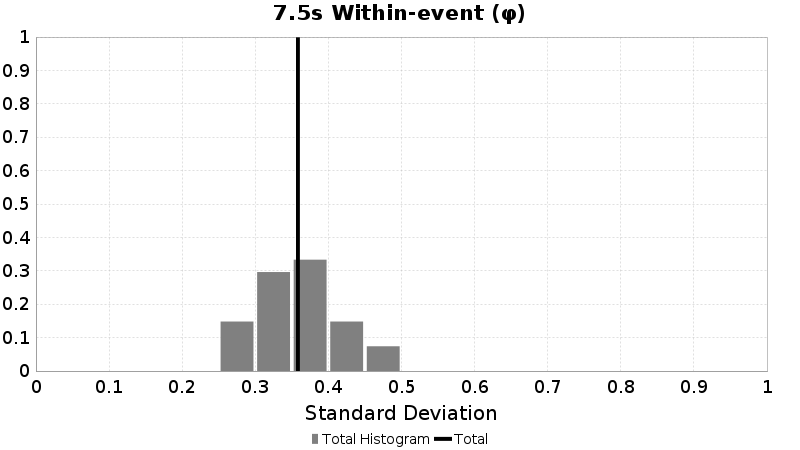 7.5s Within-event (φ)
1
0.9
0.8
0.7
0.6
0.5
0.4
0.3
0.2
0.1
0
0 0.1 0.2 0.3 0.4 0.5 0.6 0.7 0.8 0.9 1
Standard Deviation
Total Histogram Total